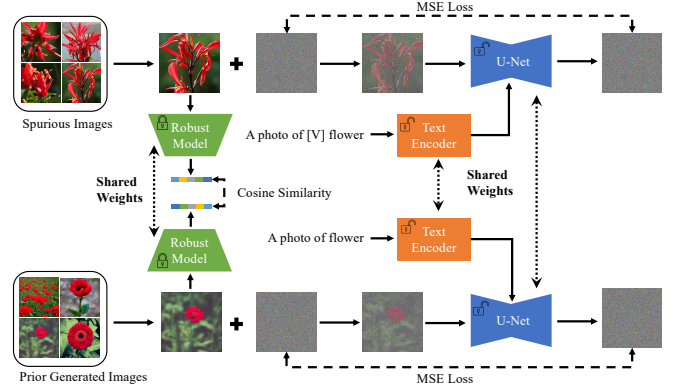 MSE Loss
U-Net
Spurious Images
Robust
Model
A photo of [V] flower
Text
Encoder
Shared
Weights
Cosine Similarity
Shared
Weights
A photo of flower
Text
Encoder
Robust
Model
U-Net
Prior Generated Images
MSE Loss